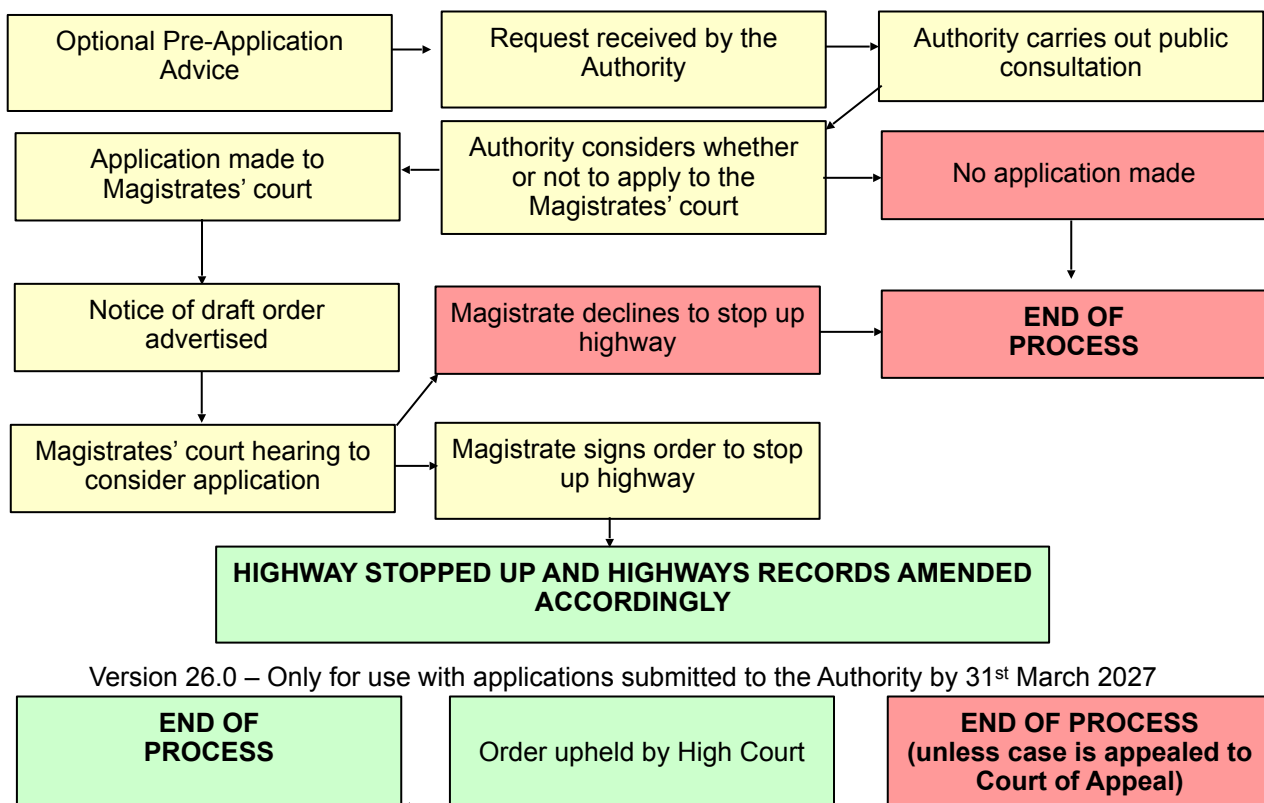 Optional Pre-Application
Advice
Request received by the
Authority
Authority carries out public
consultation
Application made to
Magistrates’ court
Authority considers whether
or not to apply to the
Magistrates’ court
No application made
Notice of draft order
advertised
Magistrate declines to stop up
highway
END OF
PROCESS
Magistrates’ court hearing to
consider application
Magistrate signs order to stop
up highway
HIGHWAY STOPPED UP AND HIGHWAYS RECORDS AMENDED
ACCORDINGLY
Version 26.0 – Only for use with applications submitted to the Authority by 31st March 2027
END OF
PROCESS
Order upheld by High Court
END OF PROCESS
(unless case is appealed to
Court of Appeal)